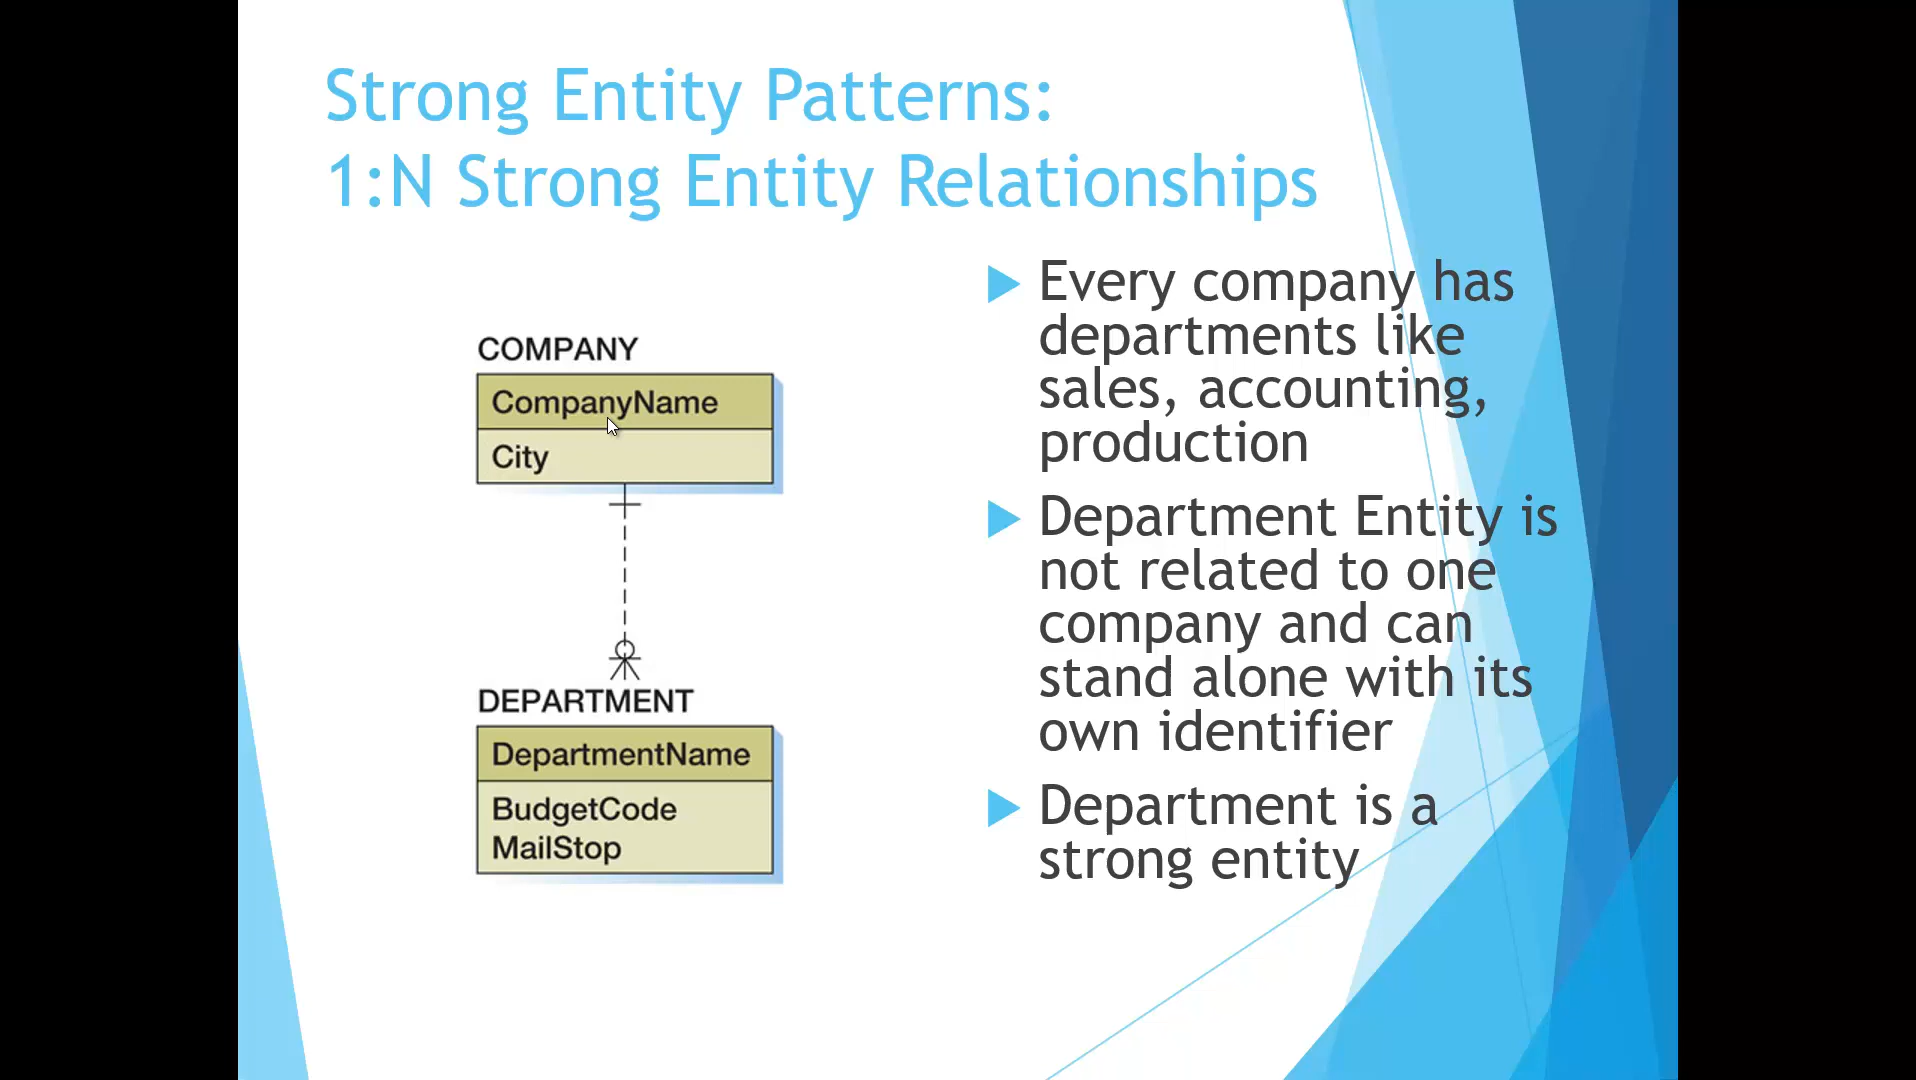 Strong Entity Patterns:
1:N Strong Entity Relationships
COMPANY
CompanyName
City
DEPARTMENT
DepartmentName
BudgetCode
MailStop
Every company has
departments like
sales, accounting,
production
Department Entity is
not related to one
company and can
stand alone with its
own identifier
Department is a
strong entity